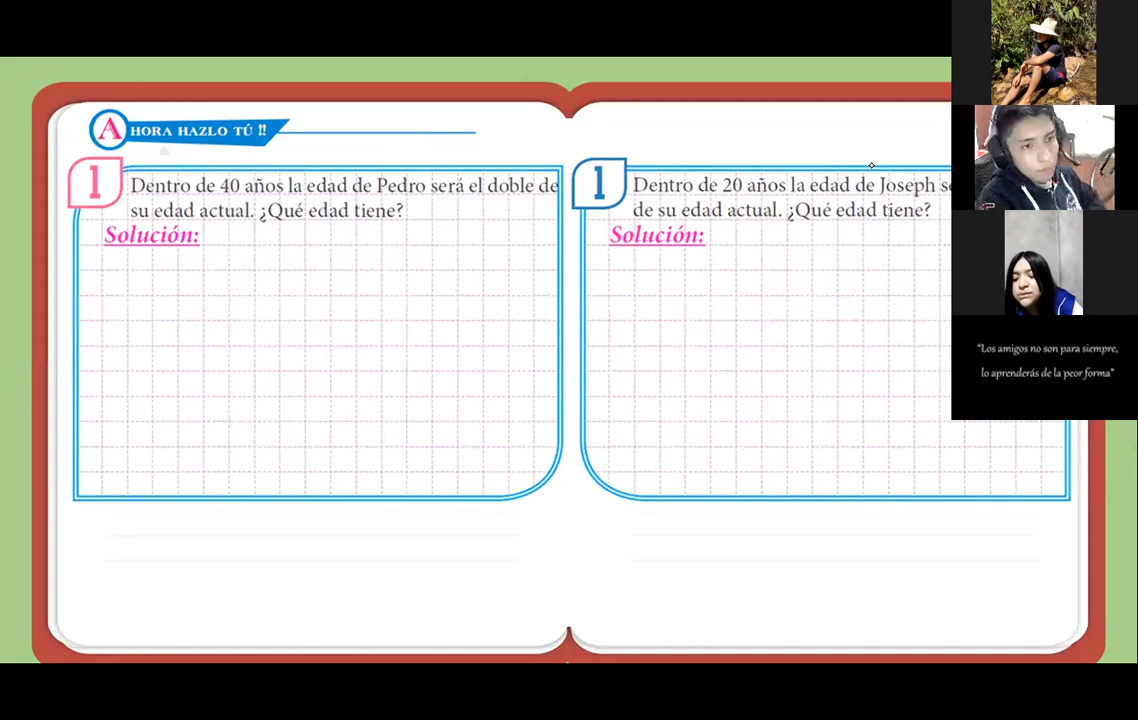 AHORA HAZLO TÚ !!
1
Dentro de 40 años la edad de Pedro será el doble de
su edad actual. ¿Qué edad tiene?
Solución:
1
Dentro de 20 años la edad de Joseph
de su edad actual. ¿Qué edad tiene?
Solución:
“Los amigos no son para siempre,
lo aprenderás de la peor forma”